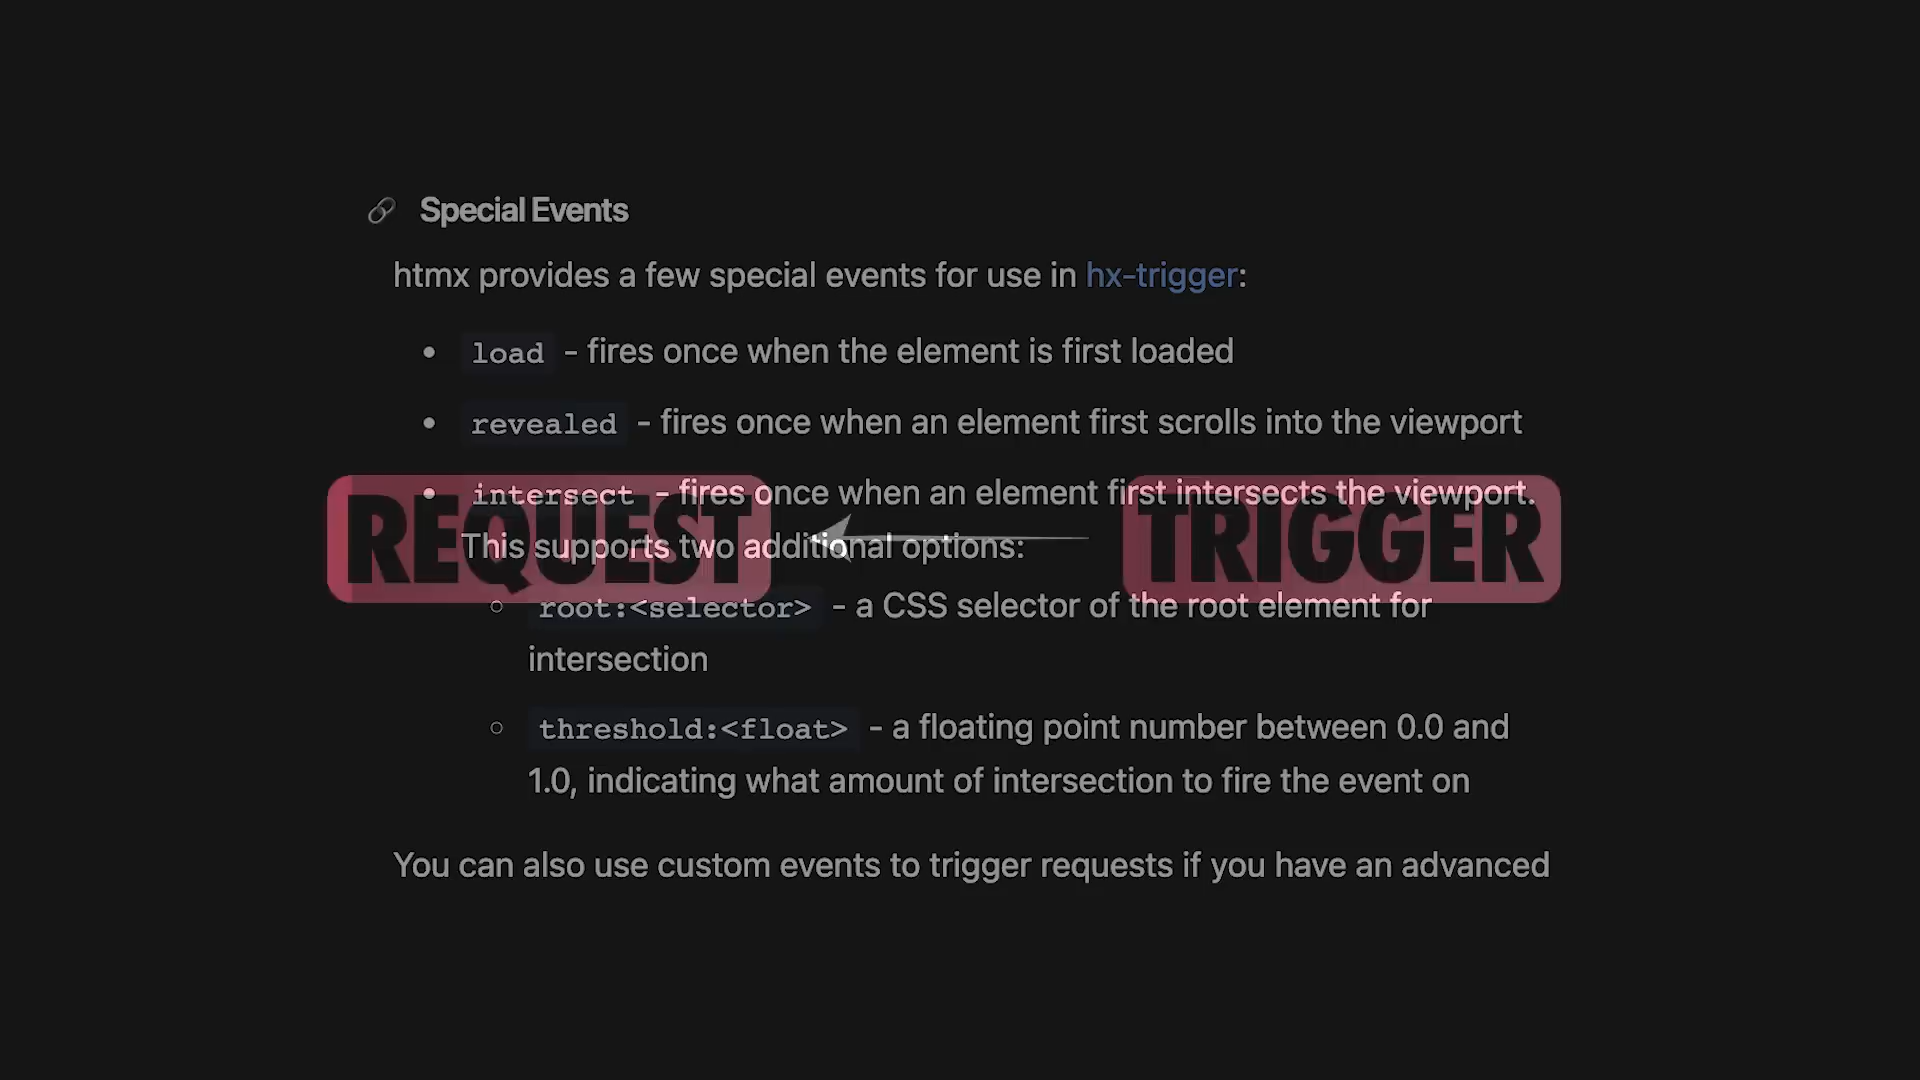 Special Events
htmx provides a few special events for use in hx-trigger:
load - fires once when the element is first loaded
revealed - fires once when an element first scrolls into the viewport
intersect - fires once when an element first intersects the viewport.
This supports two additional options:
REQUEST
TRIGGER
root:<selector> - a CSS selector of the root element for
intersection
threshold:<float> - a floating point number between 0.0 and
1.0, indicating what amount of intersection to fire the event on
You can also use custom events to trigger requests if you have an advanced